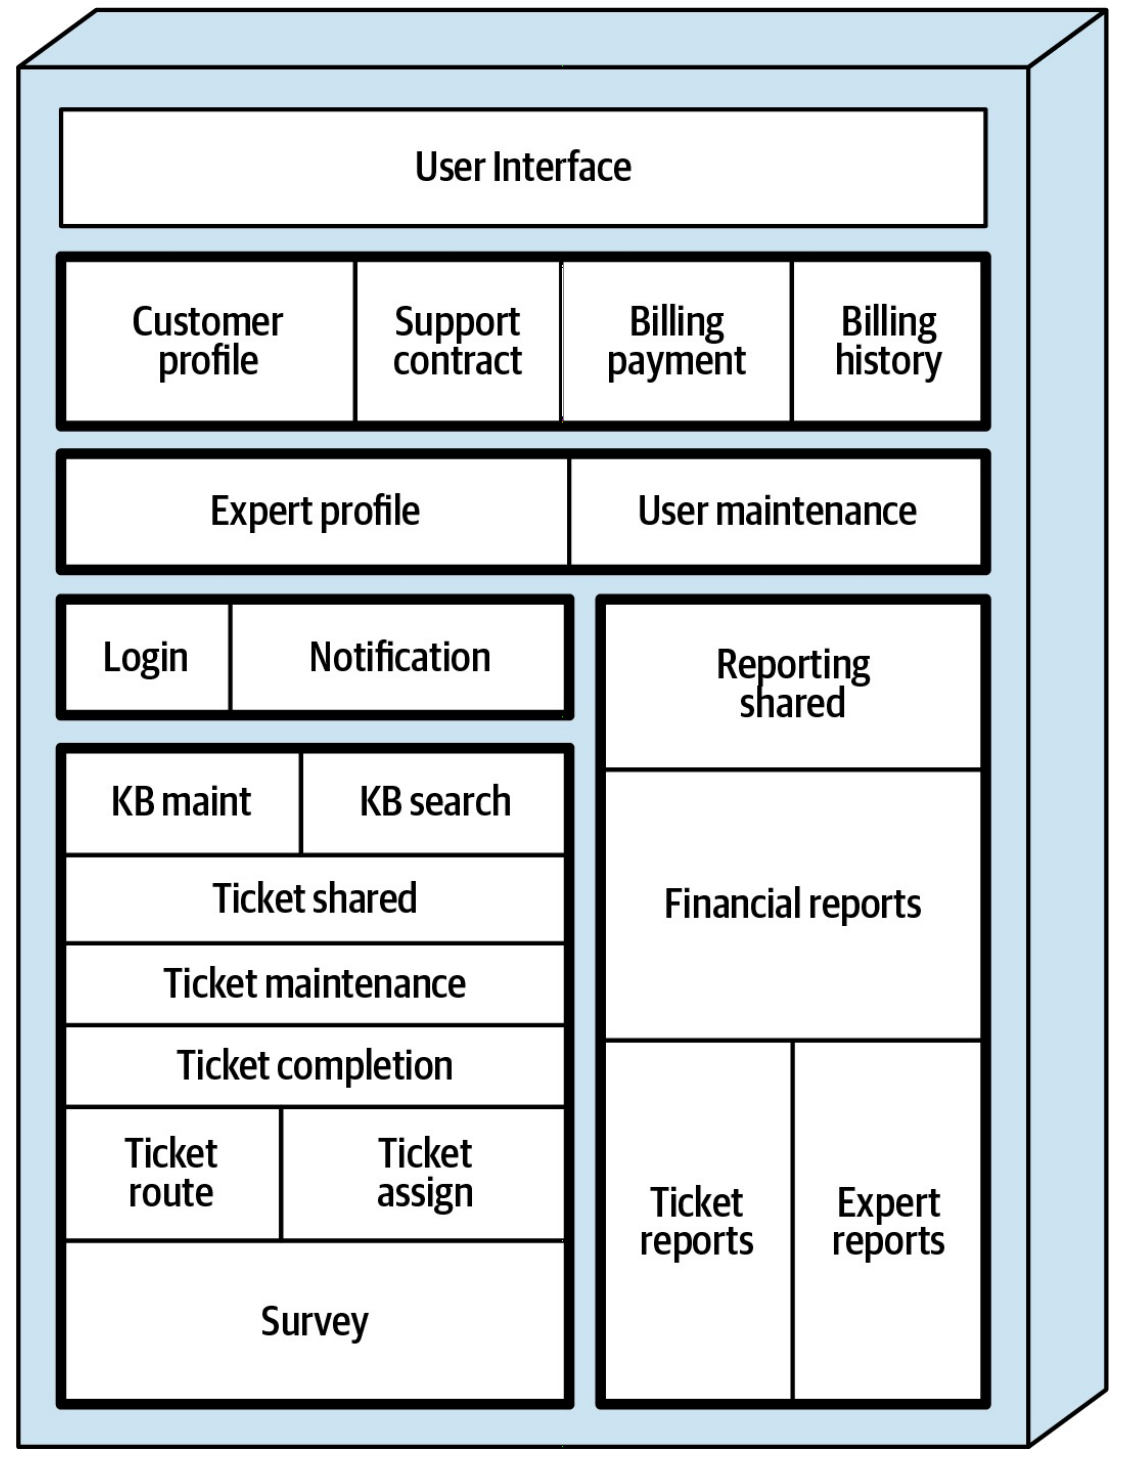 User Interface
Customer
profile
Support
contract
Billing
payment
Billing
history
Expert profile
User maintenance
Login
Notification
Reporting
shared
KB maint
KB search
Ticket shared
Financial reports
Ticket maintenance
Ticket completion
Ticket
route
Ticket
assign
Ticket
reports
Expert
reports
Survey